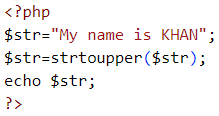 <?php
$str="My name is KHAN";
$str=strtoupper($str);
echo $str;
?>